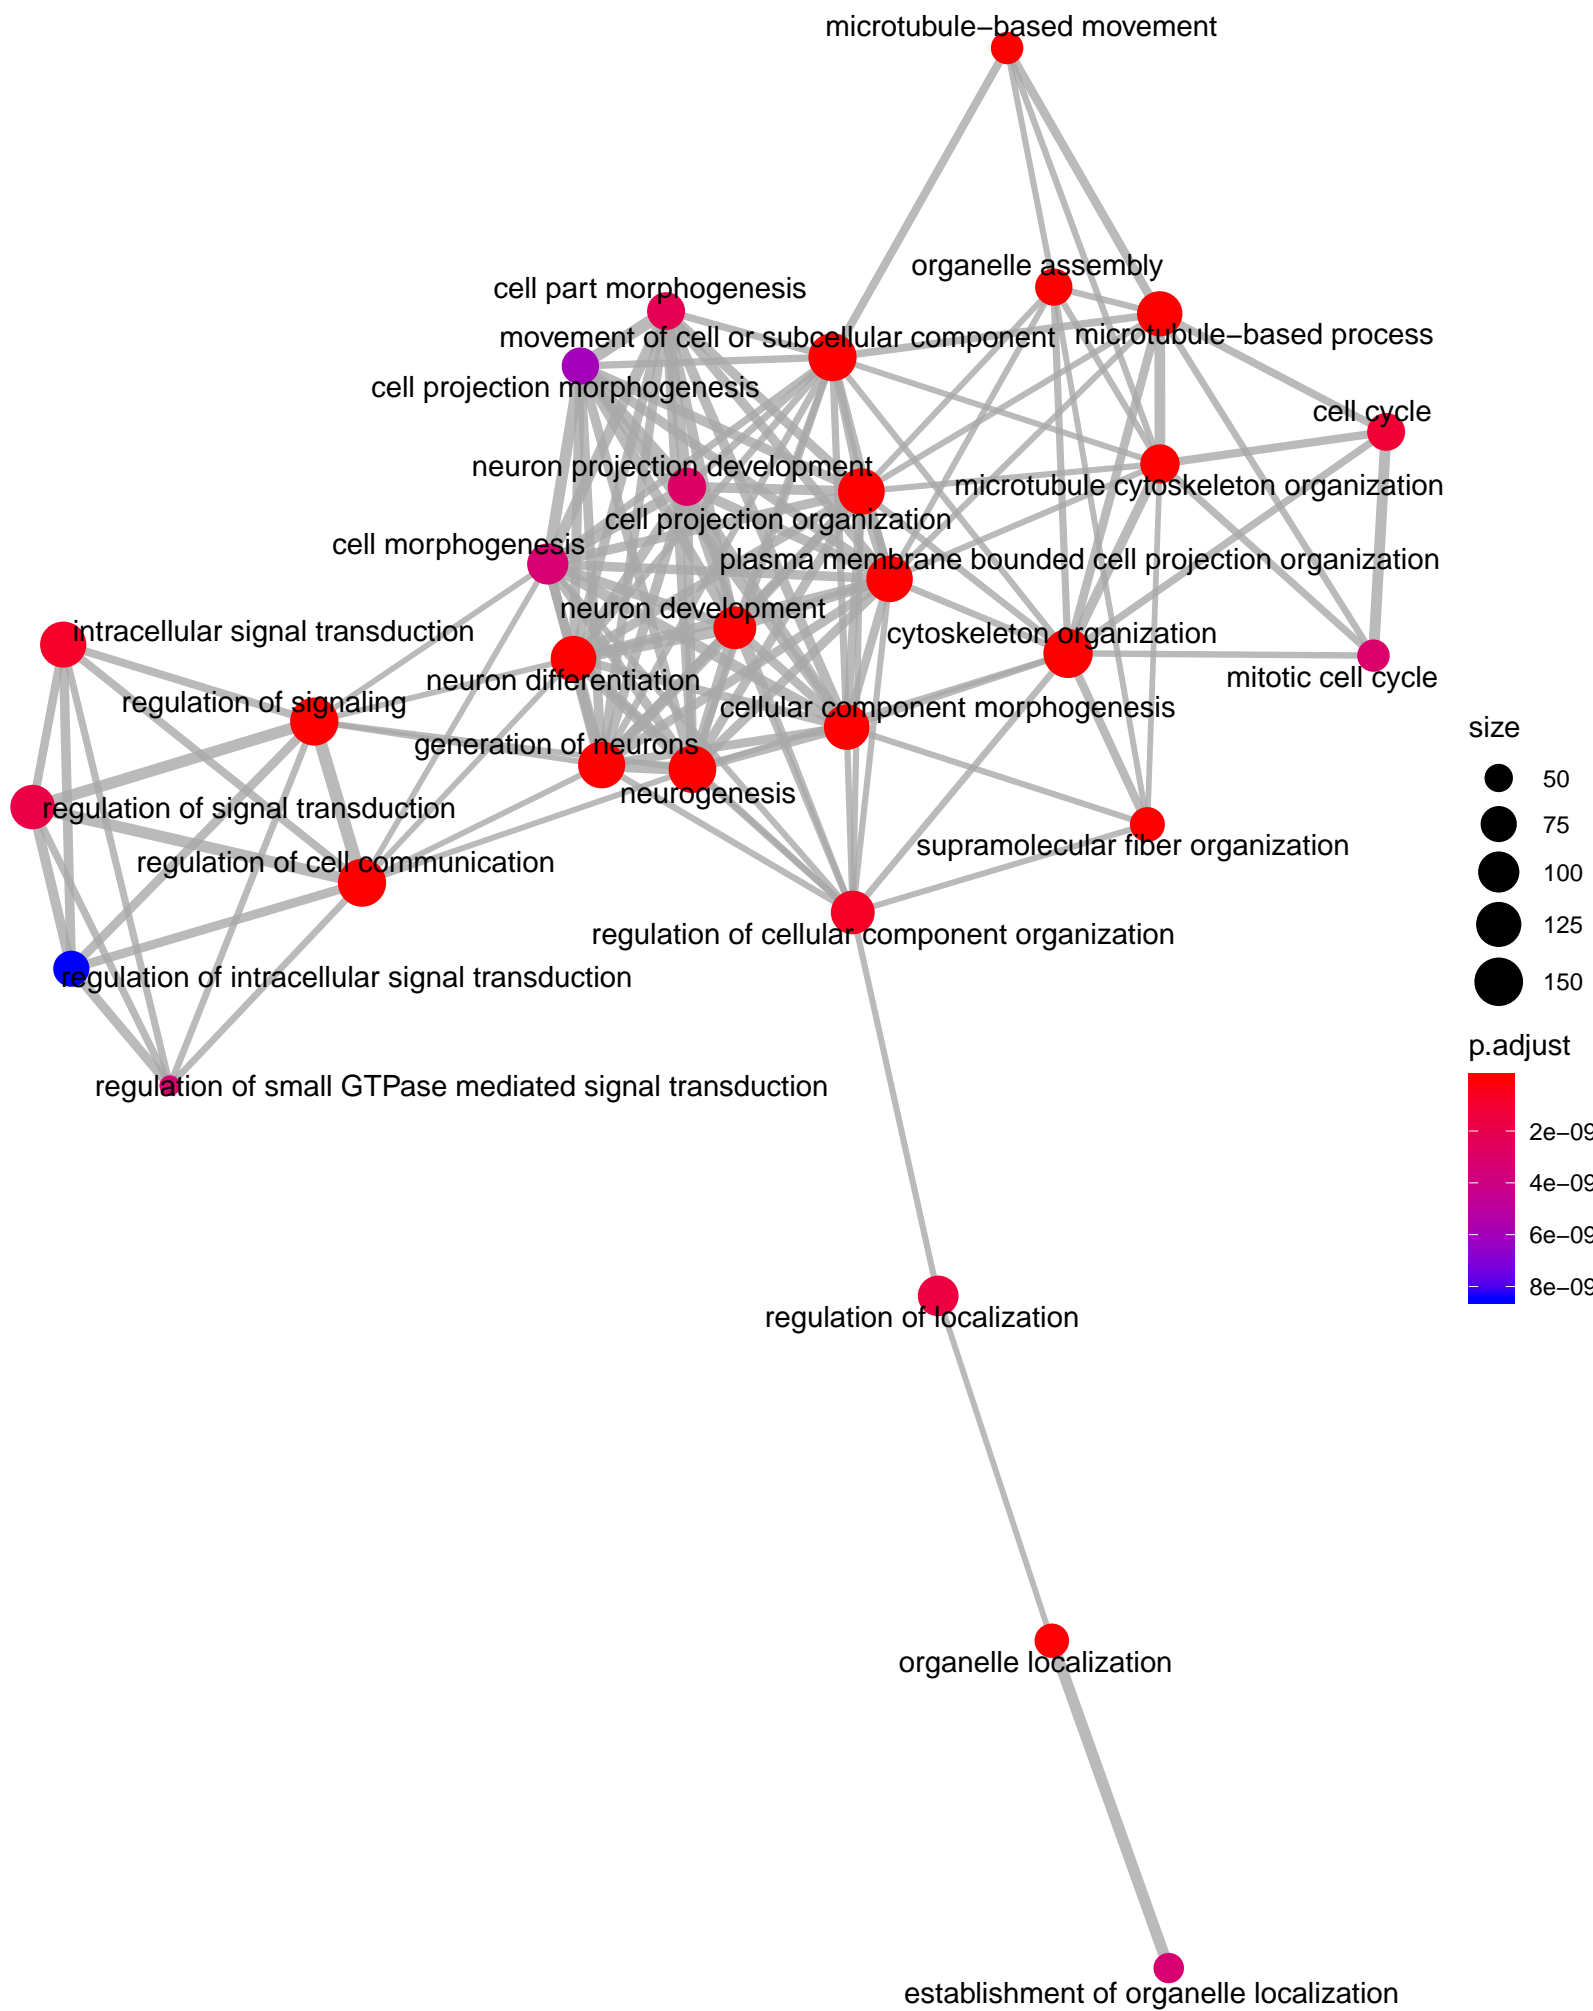 microtubule−based movement
organelle assembly
cell part morphogenesis
movement of cell or subcellular component
microtubule−based process
cell projection morphogenesis
cell cycle
neuron projection development
microtubule cytoskeleton organization
cell projection organization
cell morphogenesis
plasma membrane bounded cell projection organization
neuron development
intracellular signal transduction
cytoskeleton organization
neuron differentiation
mitotic cell cycle
regulation of signaling
cellular component morphogenesis
generation of neurons
neurogenesis
regulation of signal transduction
supramolecular fiber organization
regulation of cell communication
regulation of cellular component organization
regulation of intracellular signal transduction
regulation of small GTPase mediated signal transduction
regulation of localization
organelle localization
establishment of organelle localization
size
50
75
100
125
150
p.adjust
2e−09
4e−09
6e−09
8e−09